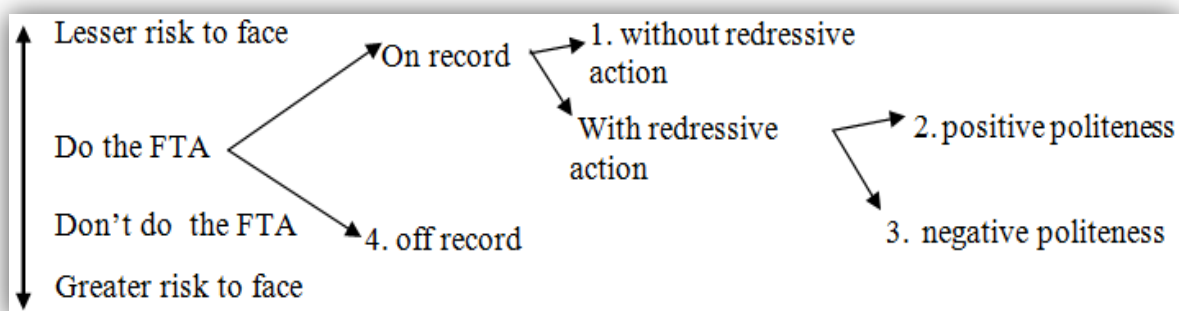 Lesser risk to face
On record
1. without redressive
action
Do the FTA
With redressive
action
2. positive politeness
Don’t do the FTA
4. off record
3. negative politeness
Greater risk to face